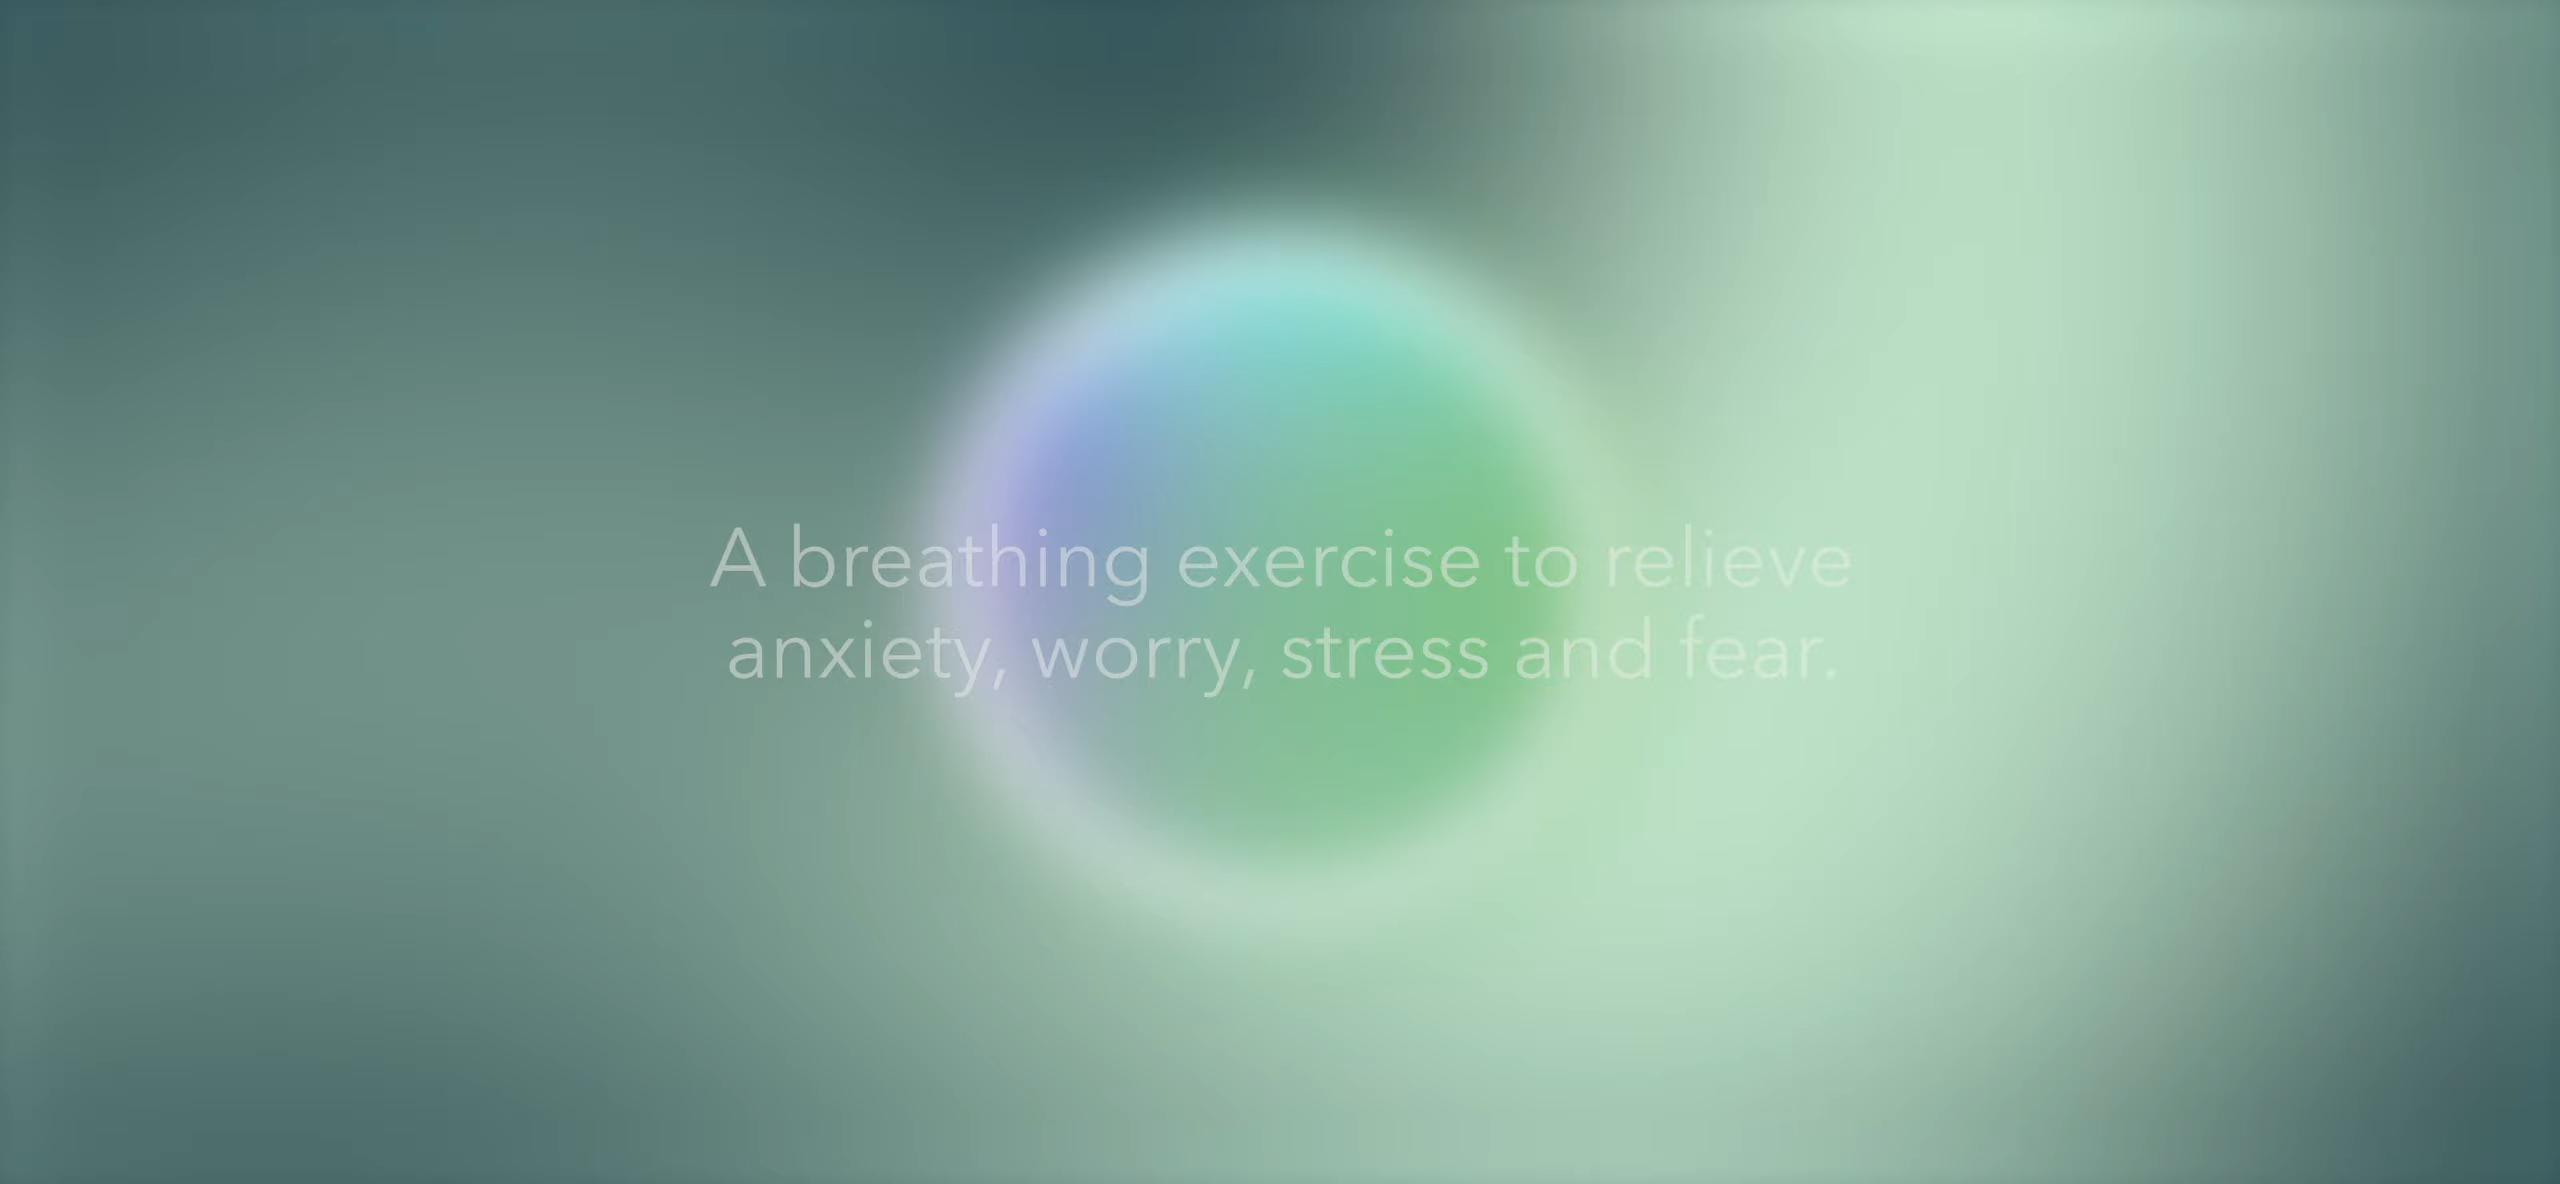 A breathing exercise to relieve
anxiety, worry, stress and fear.